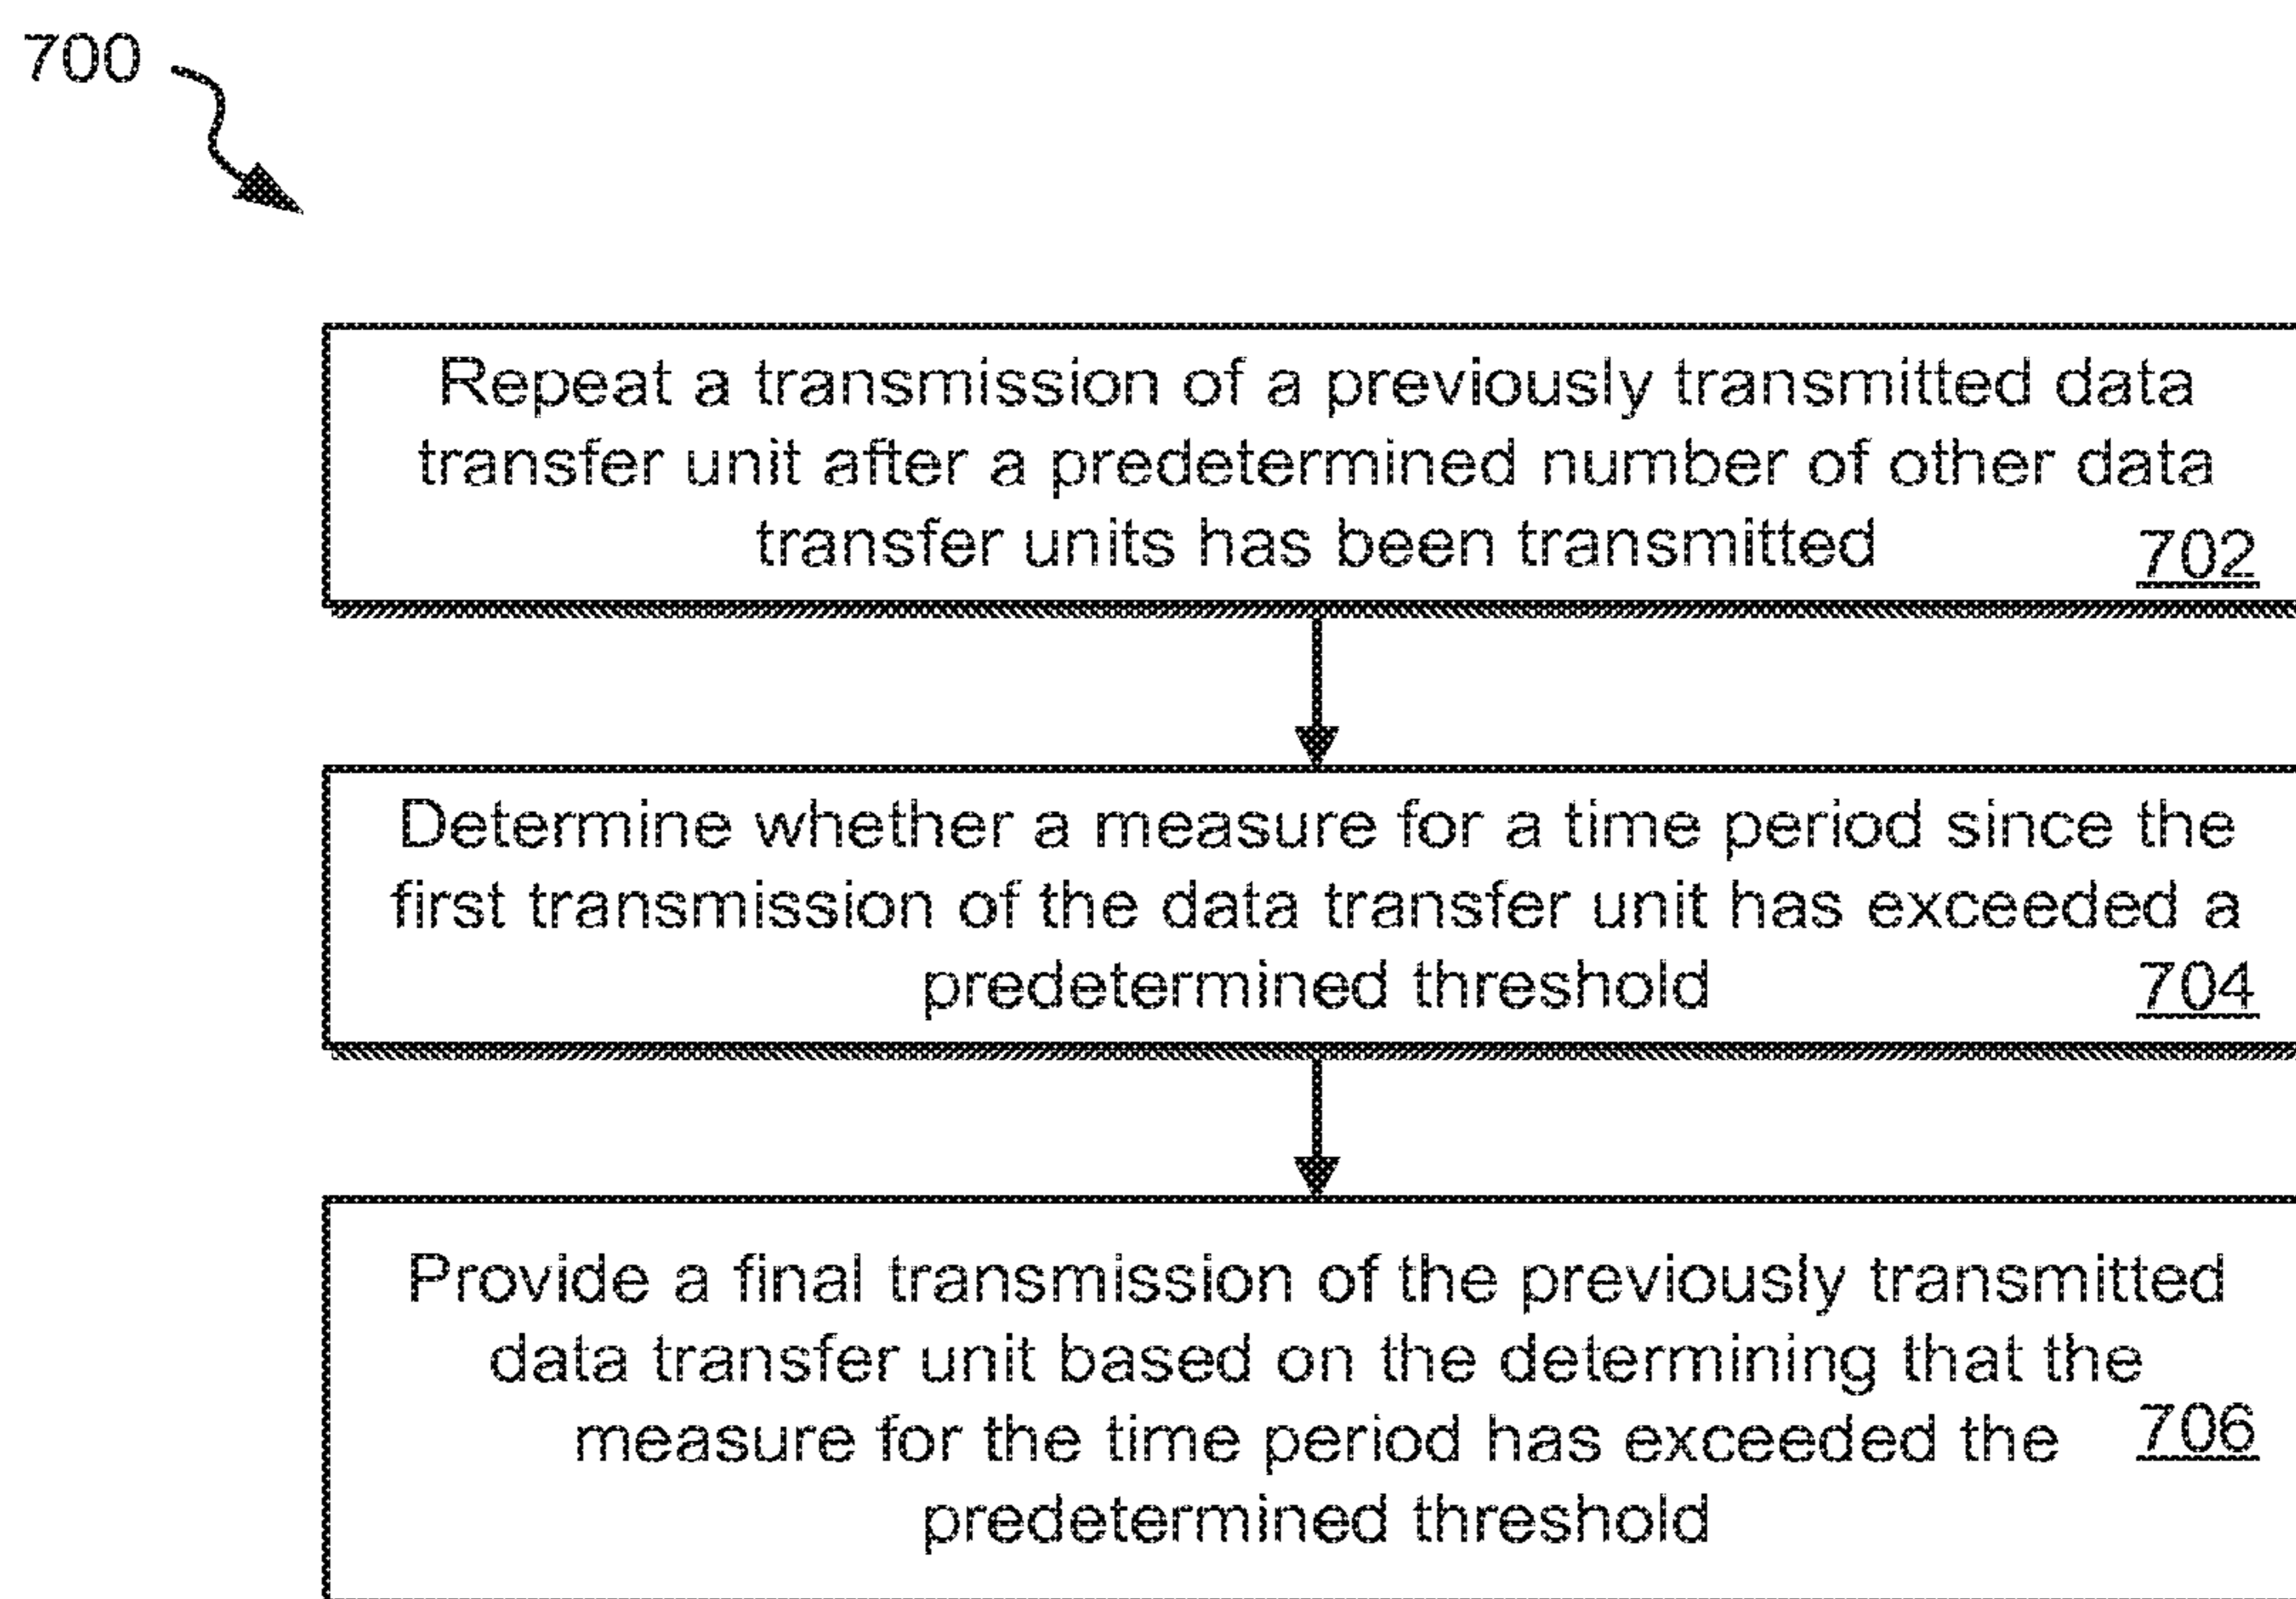 700
Repeat a transmission of a previously transmitted data
transfer unit after a predetermined number of other data
transfer units has been transmitted 702
Determine whether a measure for a time period since the
first transmission of the data transfer unit has exceeded a
predetermined threshold 704
Provide a final transmission of the previously transmitted
data transfer unit based on the determining that the
measure for the time period has exceeded the 706
predetermined threshold